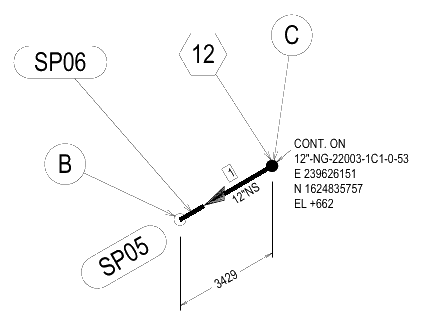 C
12
SP06
B
CONT. ON
12"-NG-22003-1C1-0-53
E 239626151
N 1624835757
EL +662
1
12"NS
SP05
3429